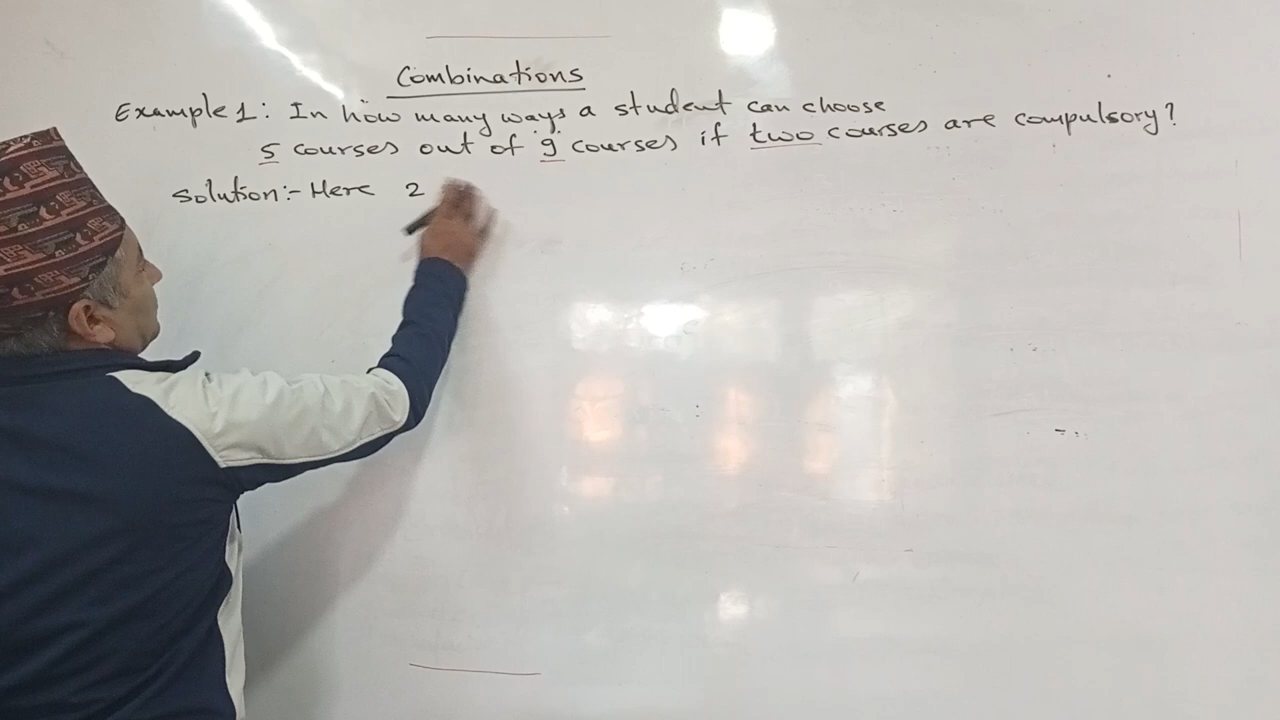 Combinations
Example 1: In how many ways a student can choose
5 courses out of 9 courses if two courses are compulsory?
Solution:- Here 2